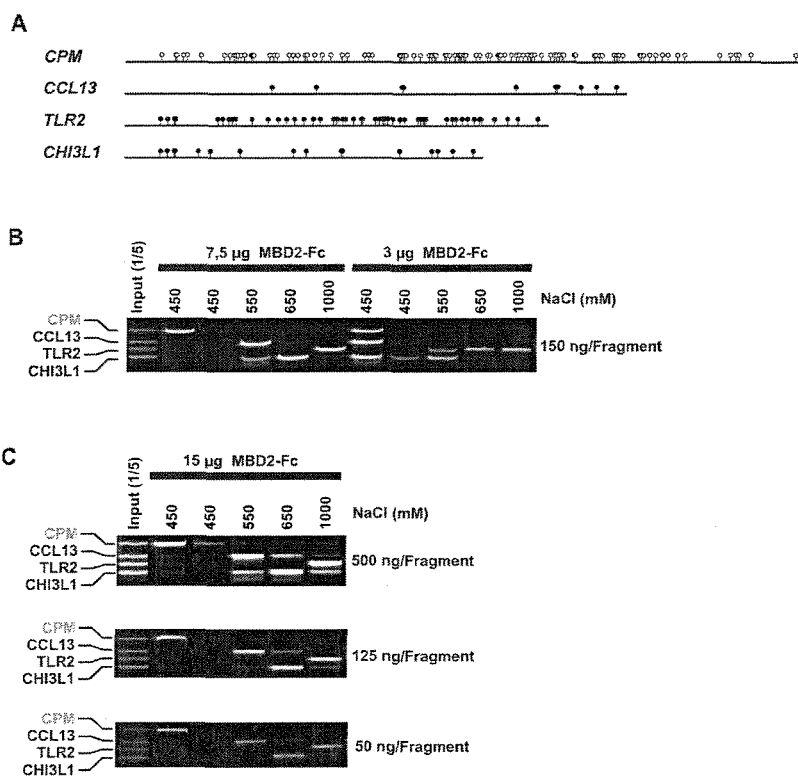 A
CPM
CCL13
TLR2
CHI3L1
B
Input (1/5)
7,5 µg MBD2-Fc
3 µg MBD2-Fc
450
450
550
650
1000
450
450
550
650
1000
NaCl (mM)
CPM
CCL13
TLR2
CHI3L1
150 ng/Fragment
C
Input (1/5)
15 µg MBD2-Fc
450
450
550
650
1000
NaCl (mM)
CPM
CCL13
TLR2
CHI3L1
500 ng/Fragment
CPM
CCL13
TLR2
CHI3L1
125 ng/Fragment
CPM
CCL13
TLR2
CHI3L1
50 ng/Fragment